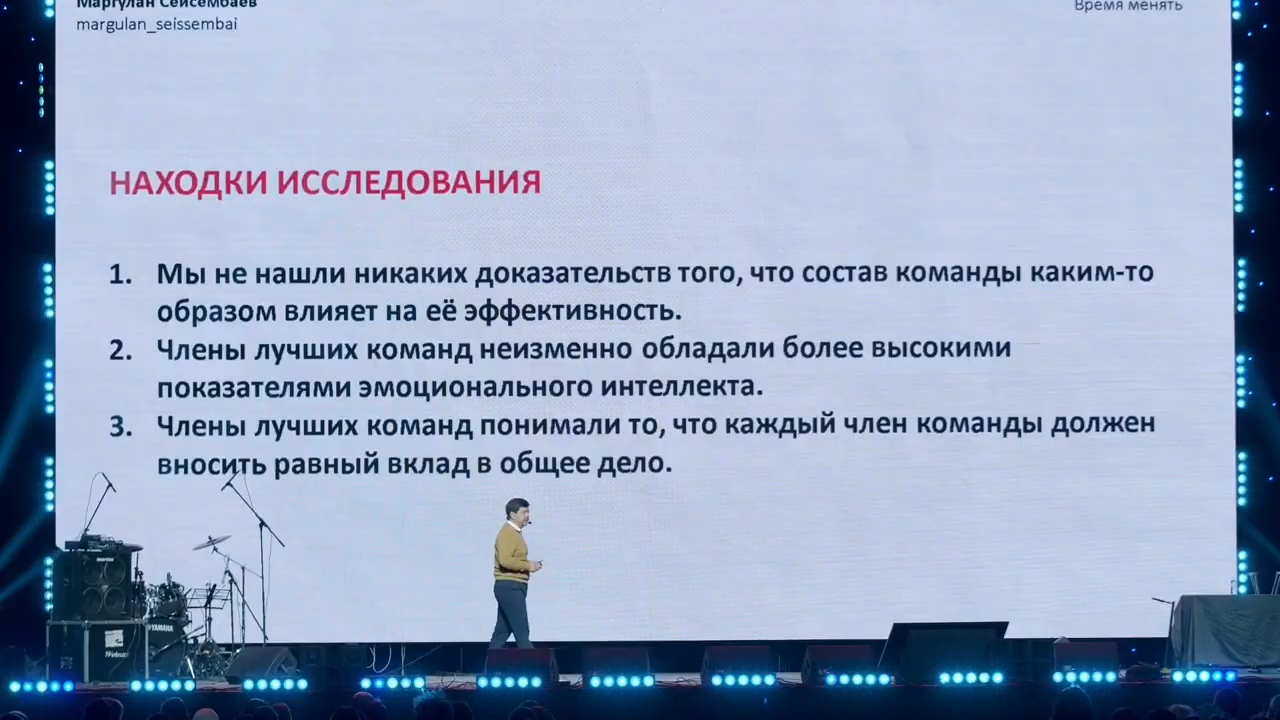 Маргулан Сейсембаев
margulan_seissembai
Время менять
НАХОДКИ ИССЛЕДОВАНИЯ
1. Мы не нашли никаких доказательств того, что состав команды каким-то
образом влияет на её эффективность.
2. Члены лучших команд неизменно обладали более высокими
показателями эмоционального интеллекта.
3. Члены лучших команд понимали то, что каждый член команды должен
вносить равный вклад в общее дело.
YAMAHA